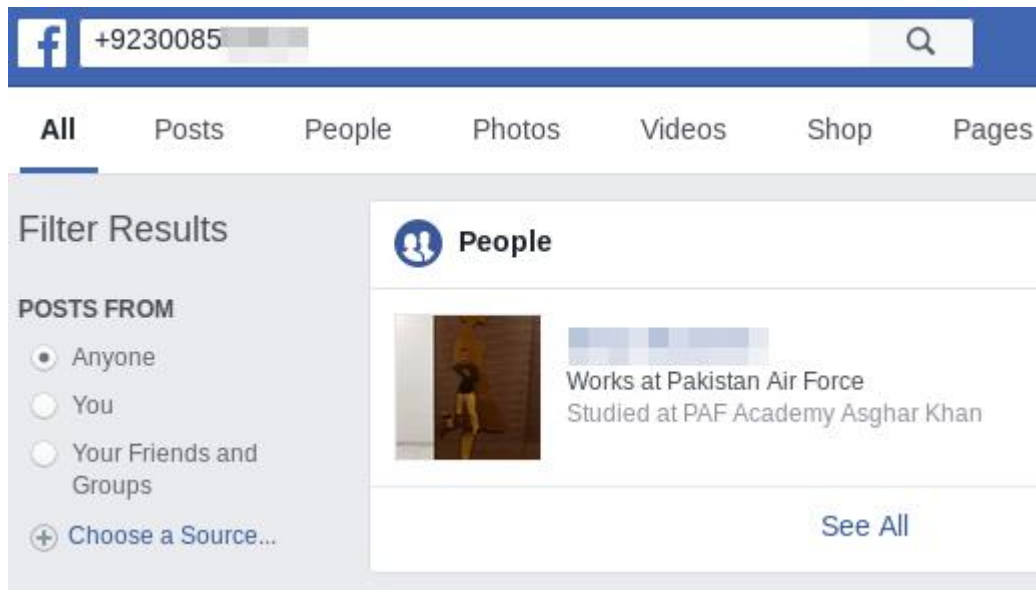 +9230085
All Posts People Photos Videos Shop Pages
Filter Results
POSTS FROM
Anyone
You
Your Friends and
Groups
Choose a Source...
People
Works at Pakistan Air Force
Studied at PAF Academy Asghar Khan
See All